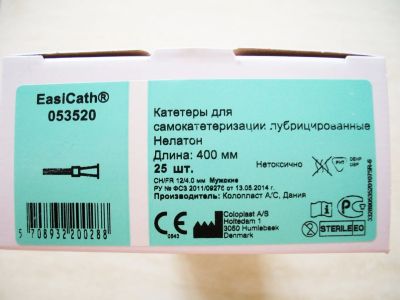 EasiCath®
053520
Катетеры для
самокатетеризации лубрицированные
Нелатон
Длина: 400 мм
25 шт.
Нетоксично
CH/FR 12/4.0 мм Мужские
РУ № ФСЗ 2011/09276 от 13.05.2014 г.
Производитель: Колопласт А/С, Дания
CE
0543
Coloplast A/S
Holtedam 1
3050 Humlebaek
Denmark
STERILE EO
5 708932 200288